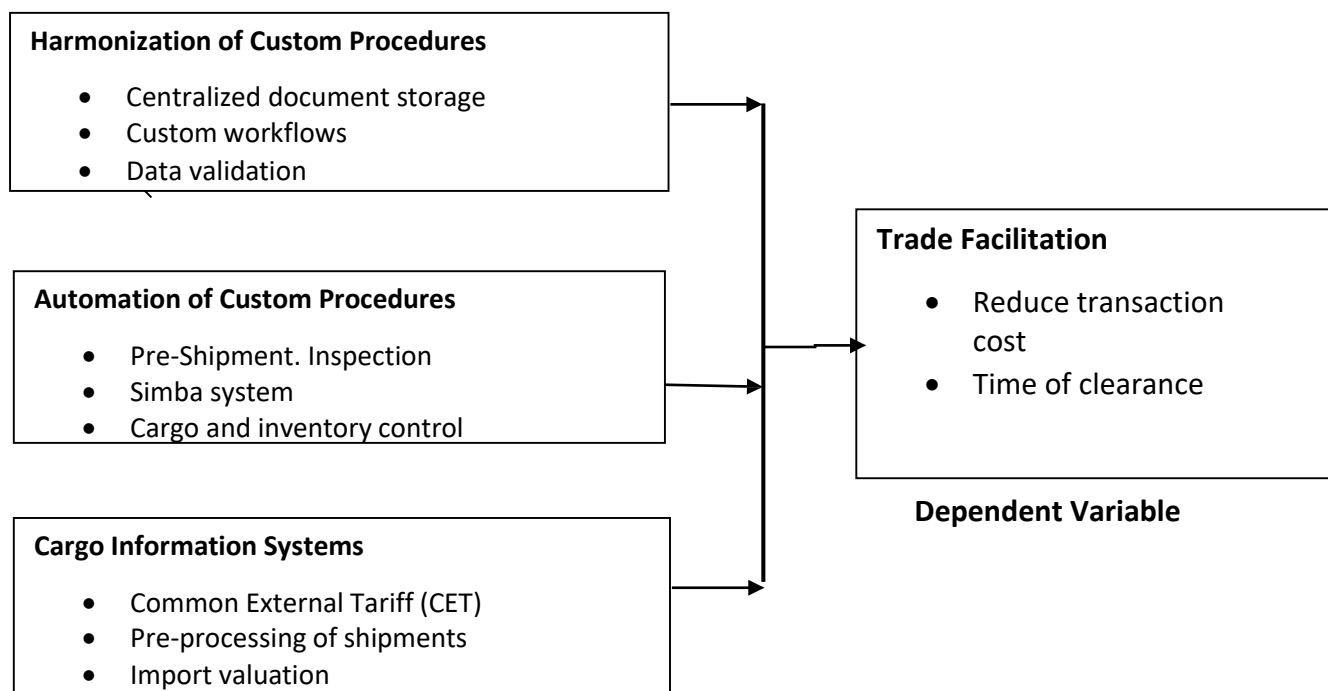 Harmonization of Custom Procedures
• Centralized document storage
• Custom workflows
• Data validation
Automation of Custom Procedures
• Pre-Shipment. Inspection
• Simba system
• Cargo and inventory control
Cargo Information Systems
• Common External Tariff (CET)
• Pre-processing of shipments
• Import valuation
Trade Facilitation
• Reduce transaction
cost
• Time of clearance
Dependent Variable